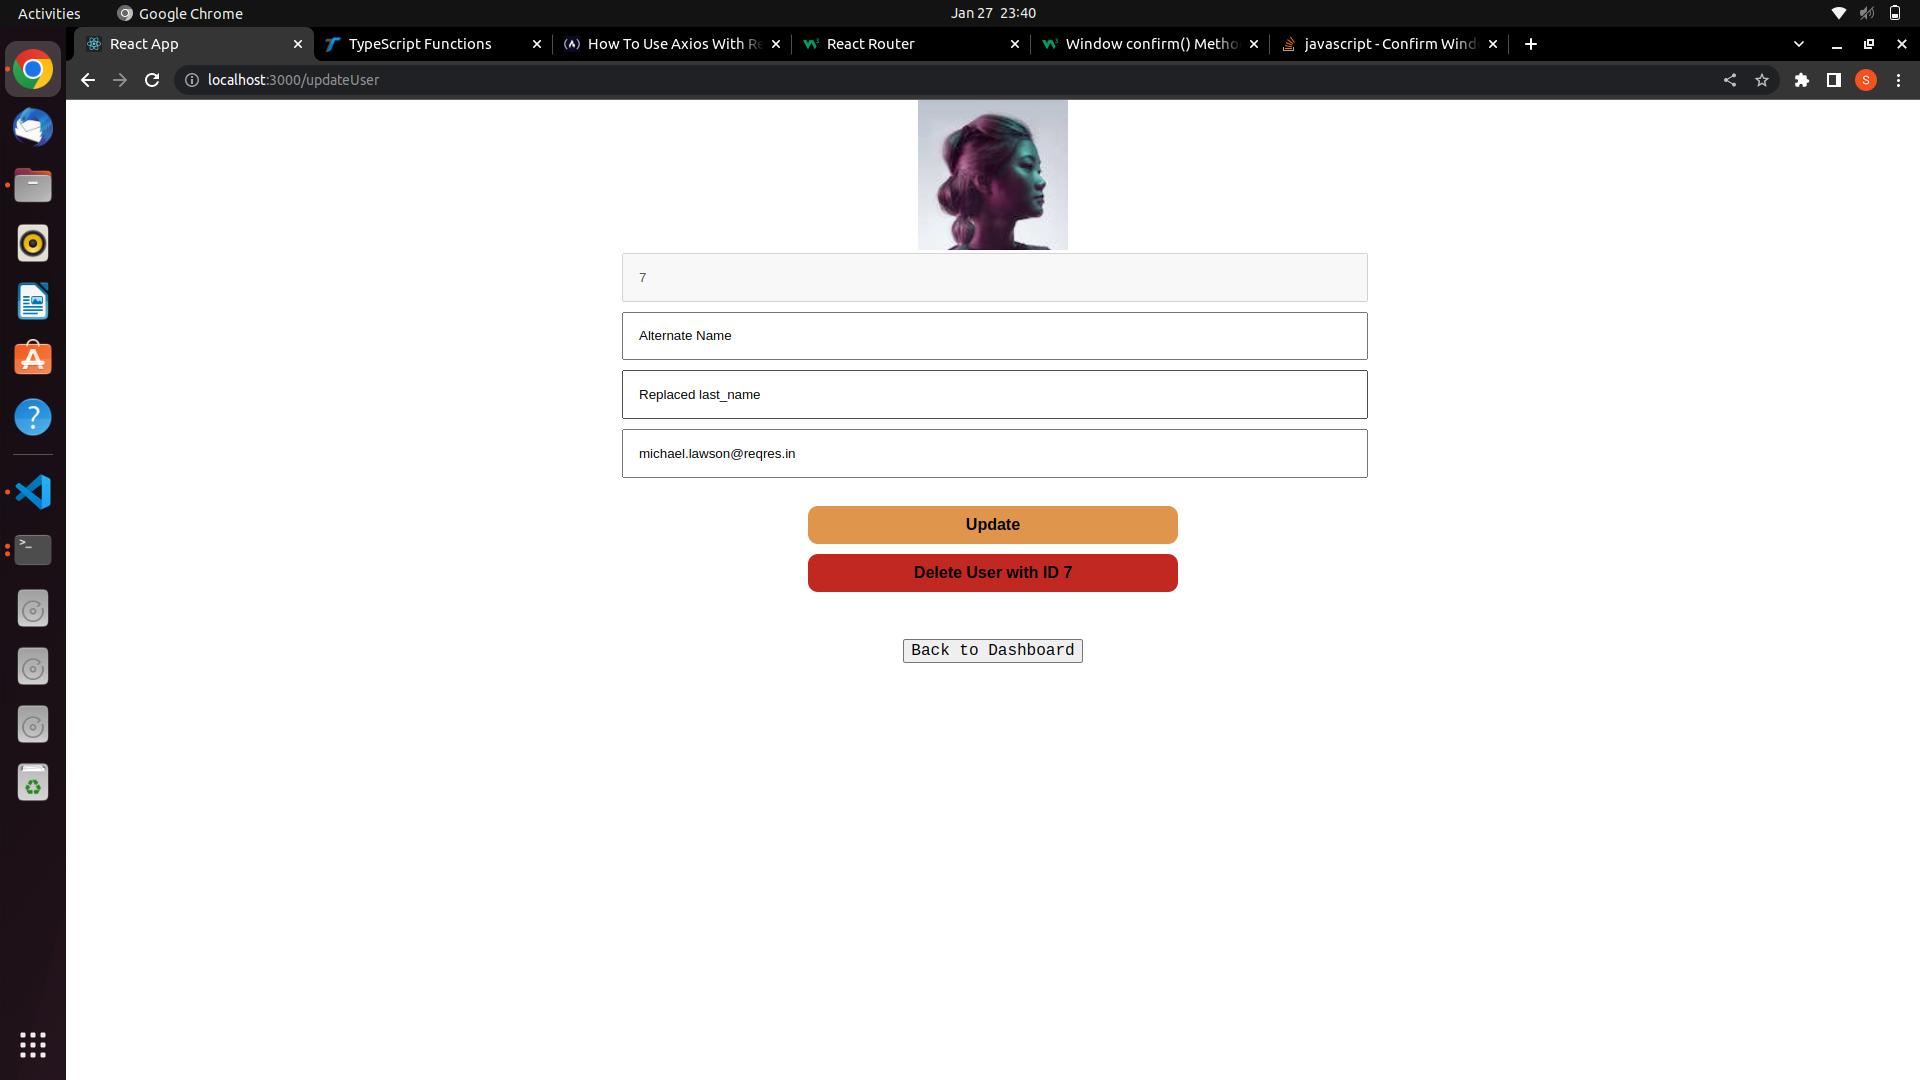 Activities
Google Chrome
Jan 27 23:40
React App
TypeScript Functions
How To Use Axios With Re
React Router
Window confirm() Metho
javascript - Confirm Wind
localhost:3000/updateUser
S
7
Alternate Name
Replaced last_name
michael.lawson@reqres.in
Update
Delete User with ID 7
Back to Dashboard